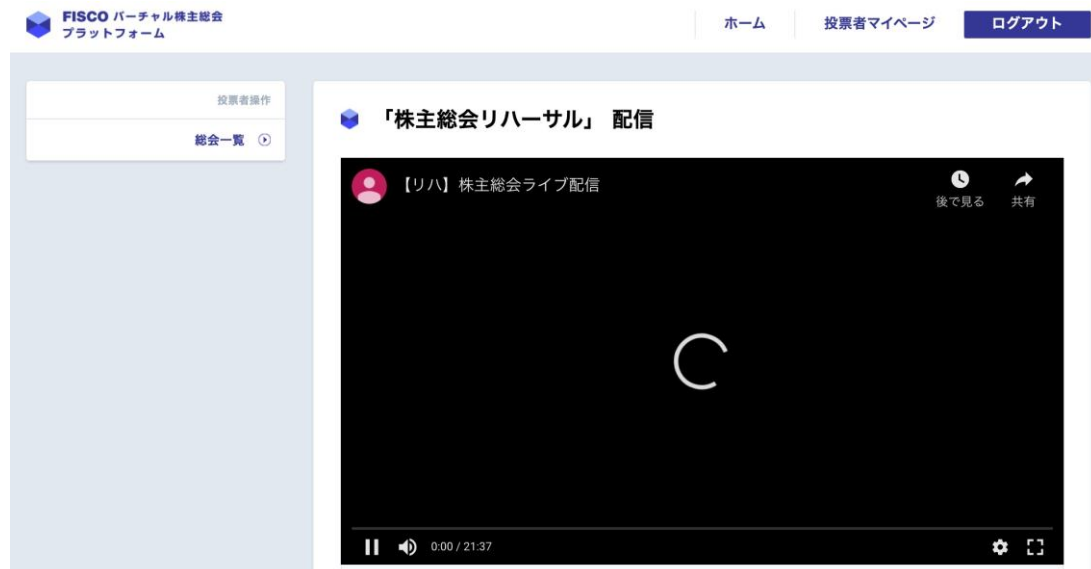 FISCO バーチャル株主総会
プラットフォーム
ホーム
投票者マイページ
ログアウト
投票者操作
総会一覧
「株主総会リハーサル」 配信
【リハ】株主総会ライブ配信
後で見る
共有
0:00 / 21:37